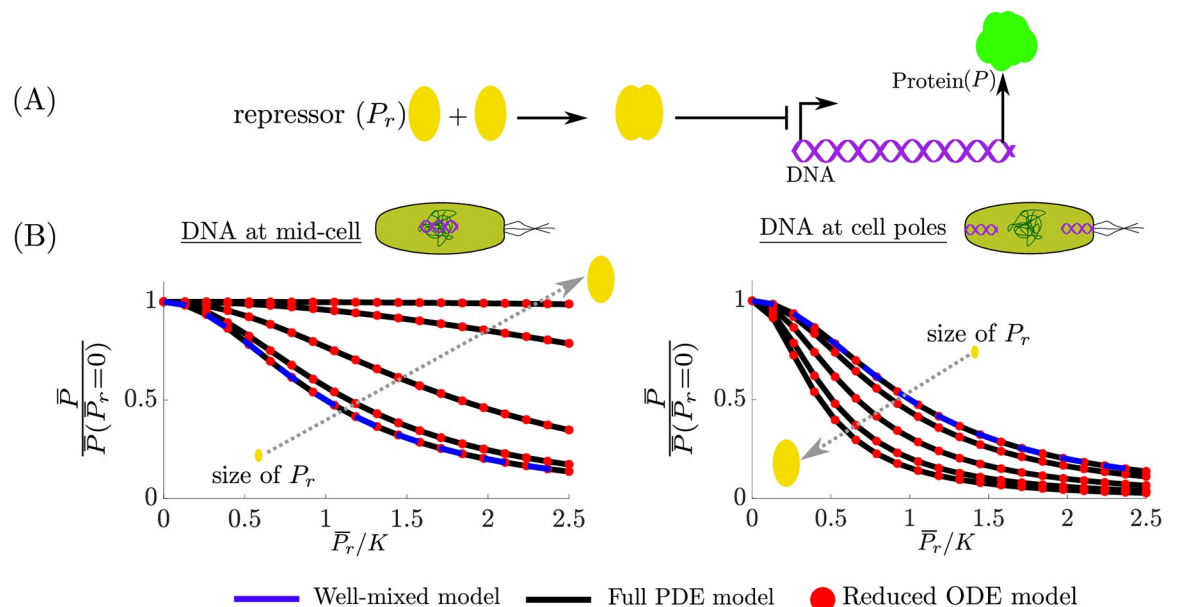 (A)
repressor (P_r)
+
Protein(P)
DNA
(B)
DNA at mid-cell
DNA at cell poles
1
0.5
0
P̅
P̅(P̅_r=0)
size of P_r
0 0.5 1 1.5 2 2.5
P̅_r/K
1
0.5
0
P̅
P̅(P̅_r=0)
size of P_r
0 0.5 1 1.5 2 2.5
P̅_r/K
Well-mixed model Full PDE model Reduced ODE model